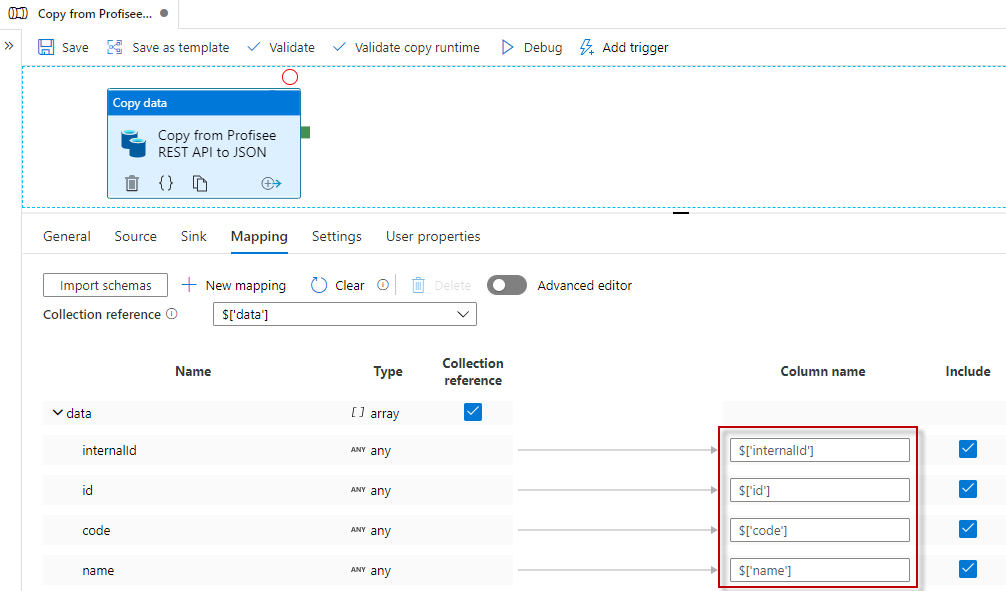 Copy from Profisee...
Save Save as template Validate Validate copy runtime Debug Add trigger
Copy data
Copy from Profisee
REST API to JSON
General Source Sink Mapping Settings User properties
Import schemas New mapping Clear Delete Advanced editor
Collection reference $['data']
Name Type Collection reference Column name Include
data [ ] array
internalId ANY any $['internalId']
id ANY any $['id']
code ANY any $['code']
name ANY any $['name']